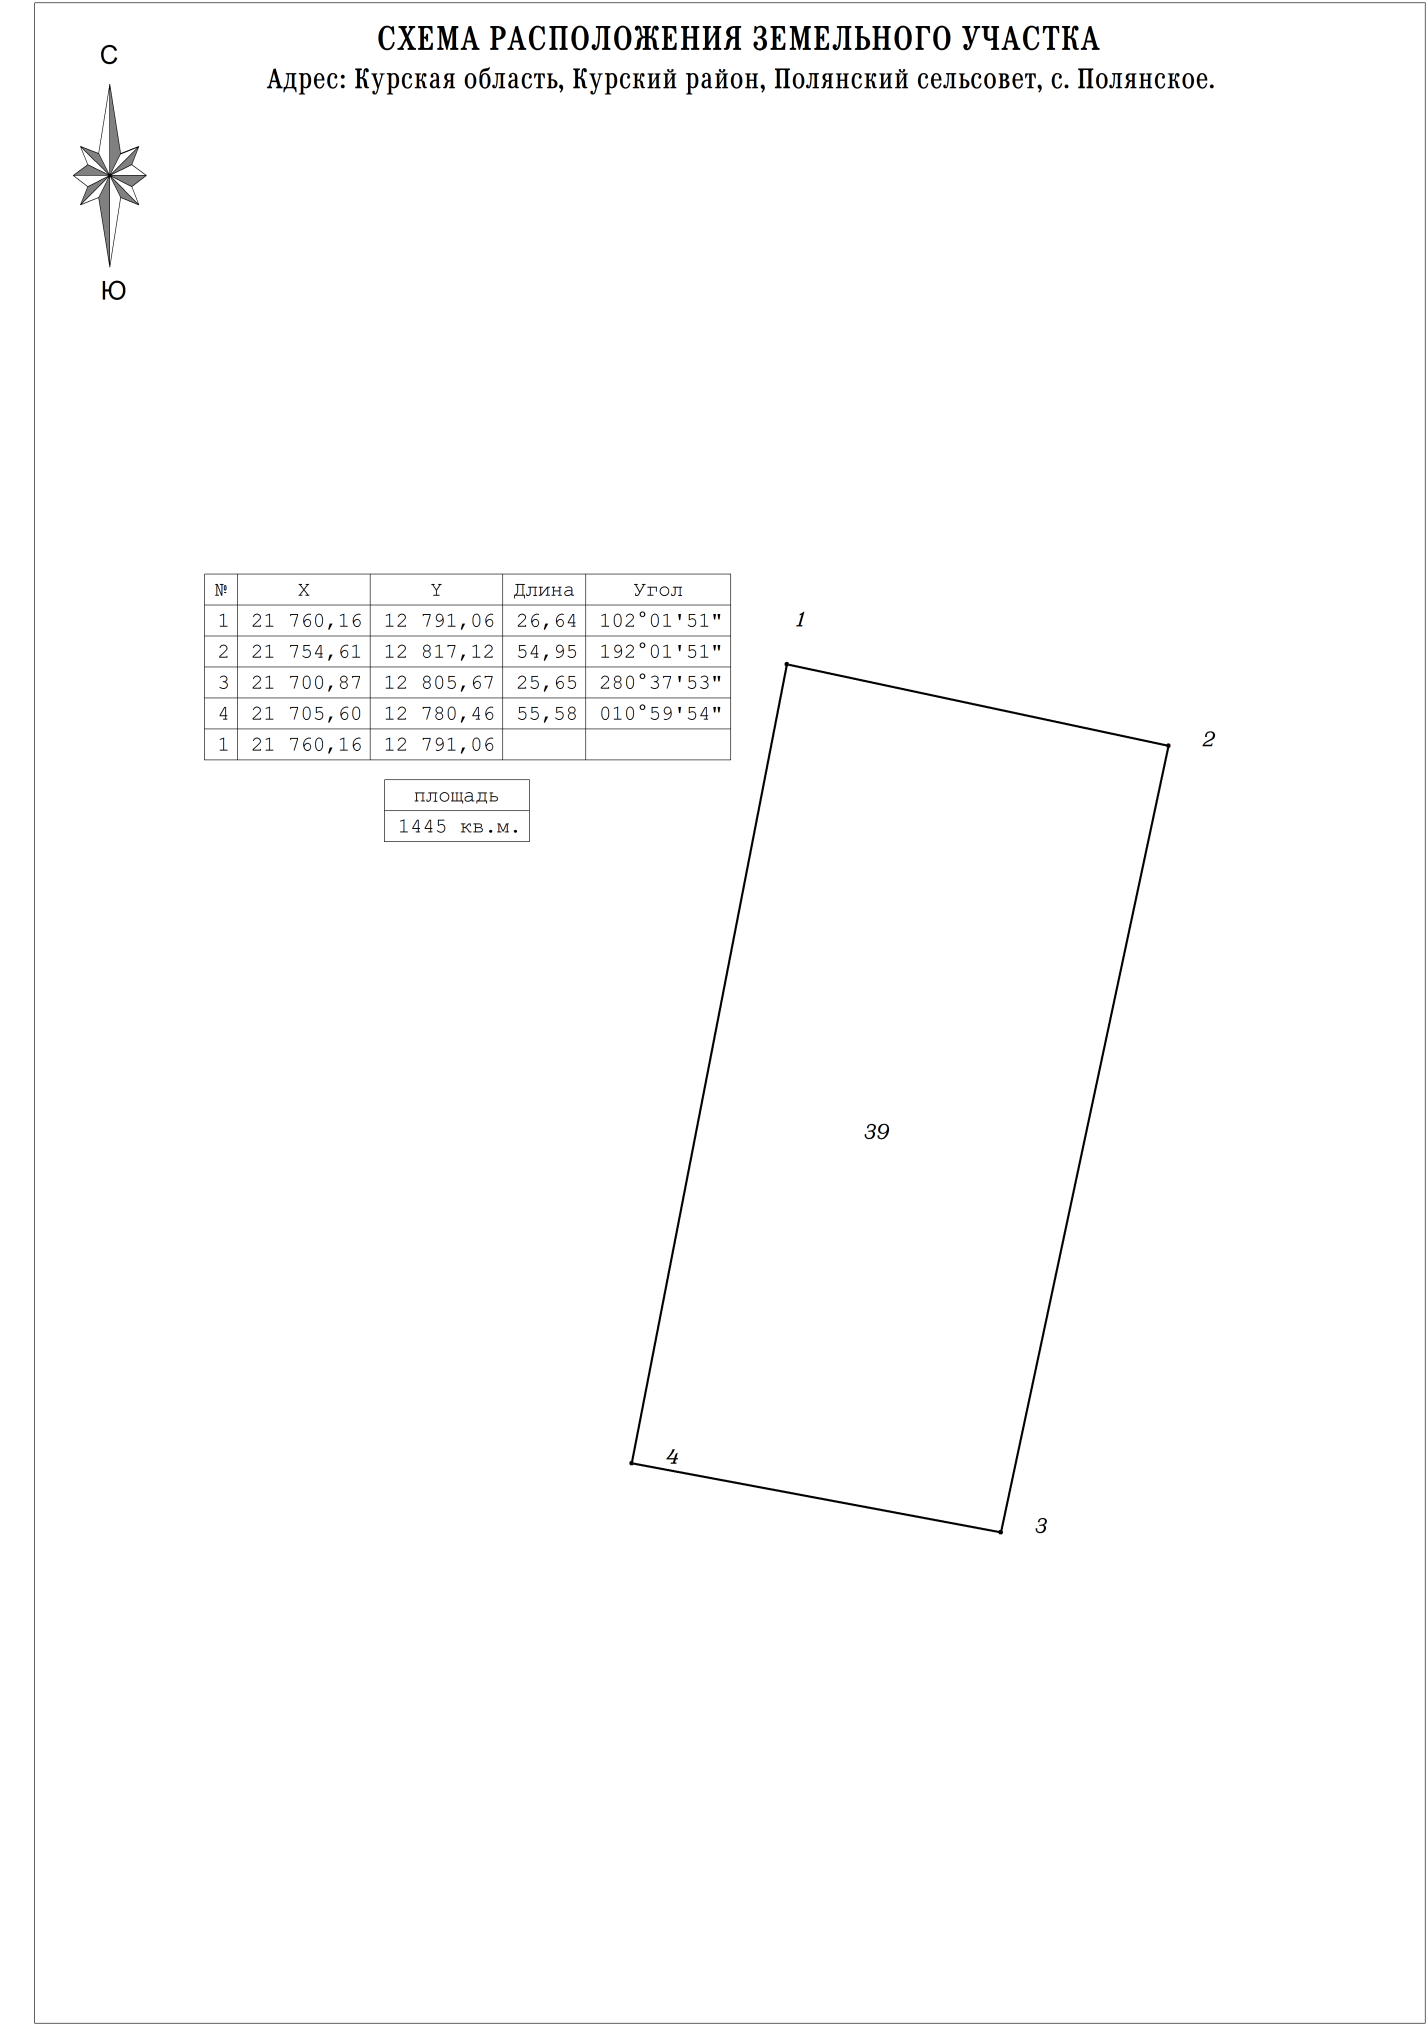 СХЕМА РАСПОЛОЖЕНИЯ ЗЕМЕЛЬНОГО УЧАСТКА
Адрес: Курская область, Курский район, Полянский сельсовет, с. Полянское.
С
Ю
№ X Y Длина Угол
1 21 760,16 12 791,06 26,64 102°01'51"
2 21 754,61 12 817,12 54,95 192°01'51"
3 21 700,87 12 805,67 25,65 280°37'53"
4 21 705,60 12 780,46 55,58 010°59'54"
1 21 760,16 12 791,06
площадь
1445 кв.м.
1
2
39
4
3